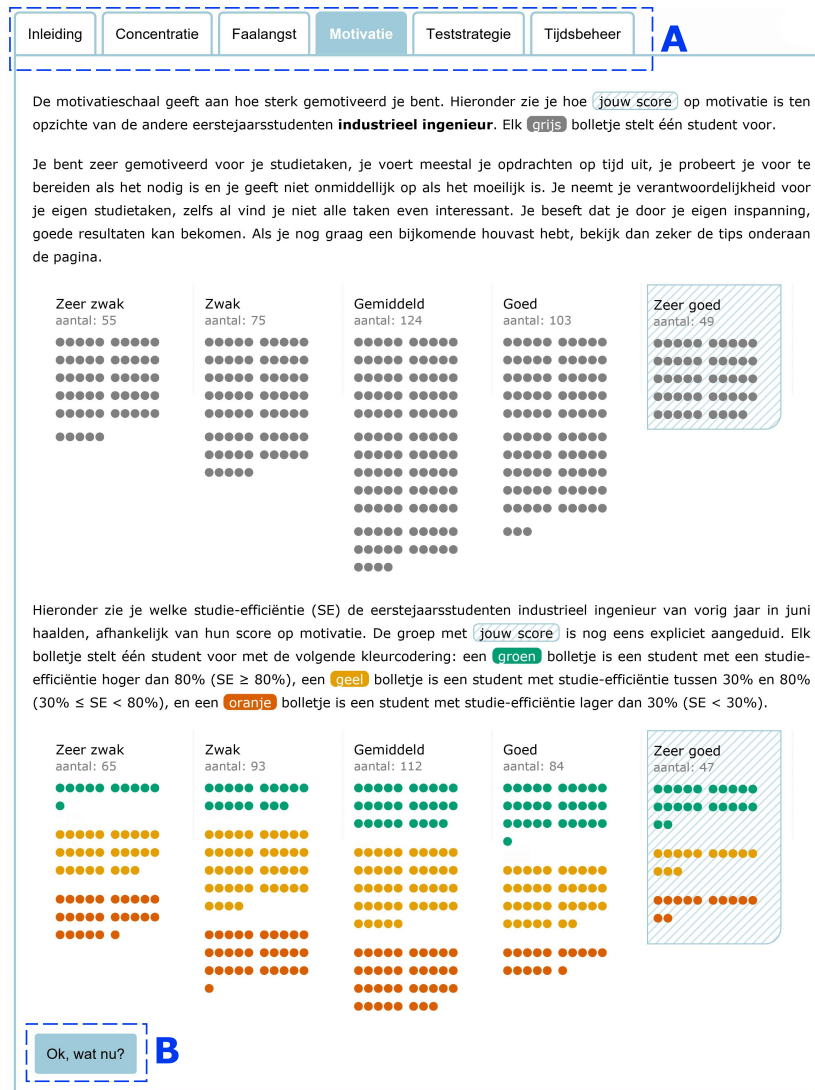 Inleiding Concentratie Faalangst Motivatie Teststrategie Tijdsbeheer A
De motivatieschaal geeft aan hoe sterk gemotiveerd je bent. Hieronder zie je hoe jouw score op motivatie is ten
opzichte van de andere eerstejaarsstudenten industrieel ingenieur. Elk grijs bolletje stelt één student voor.
Je bent zeer gemotiveerd voor je studietaken, je voert meestal je opdrachten op tijd uit, je probeert je voor te
bereiden als het nodig is en je geeft niet onmiddellijk op als het moeilijk is. Je neemt je verantwoordelijkheid voor
je eigen studietaken, zelfs al vind je niet alle taken even interessant. Je beseft dat je door je eigen inspanning,
goede resultaten kan bekomen. Als je nog graag een bijkomende houvast hebt, bekijk dan zeker de tips onderaan
de pagina.
Zeer zwak Zwak Gemiddeld Goed Zeer goed
aantal: 55 aantal: 75 aantal: 124 aantal: 103 aantal: 49
Hieronder zie je welke studie-efficiëntie (SE) de eerstejaarsstudenten industrieel ingenieur van vorig jaar in juni
haalden, afhankelijk van hun score op motivatie. De groep met jouw score is nog eens expliciet aangeduid. Elk
bolletje stelt één student voor met de volgende kleurcodering: een groen bolletje is een student met een studie-
efficiëntie hoger dan 80% (SE ≥ 80%), een geel bolletje is een student met studie-efficiëntie tussen 30% en 80%
(30% ≤ SE < 80%), en een oranje bolletje is een student met studie-efficiëntie lager dan 30% (SE < 30%).
Zeer zwak Zwak Gemiddeld Goed Zeer goed
aantal: 65 aantal: 93 aantal: 112 aantal: 84 aantal: 47
Ok, wat nu? B